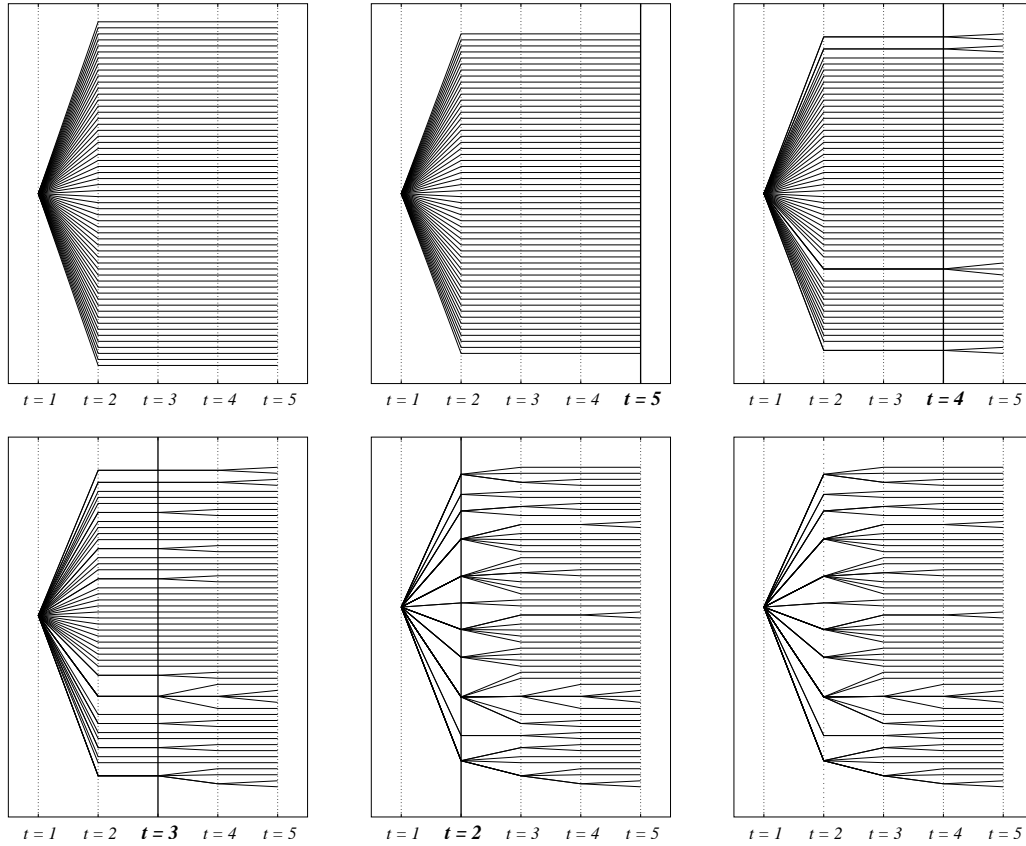 t = 1 t = 2 t = 3 t = 4 t = 5
t = 1 t = 2 t = 3 t = 4 t = 5
t = 1 t = 2 t = 3 t = 4 t = 5
t = 1 t = 2 t = 3 t = 4 t = 5
t = 1 t = 2 t = 3 t = 4 t = 5
t = 1 t = 2 t = 3 t = 4 t = 5